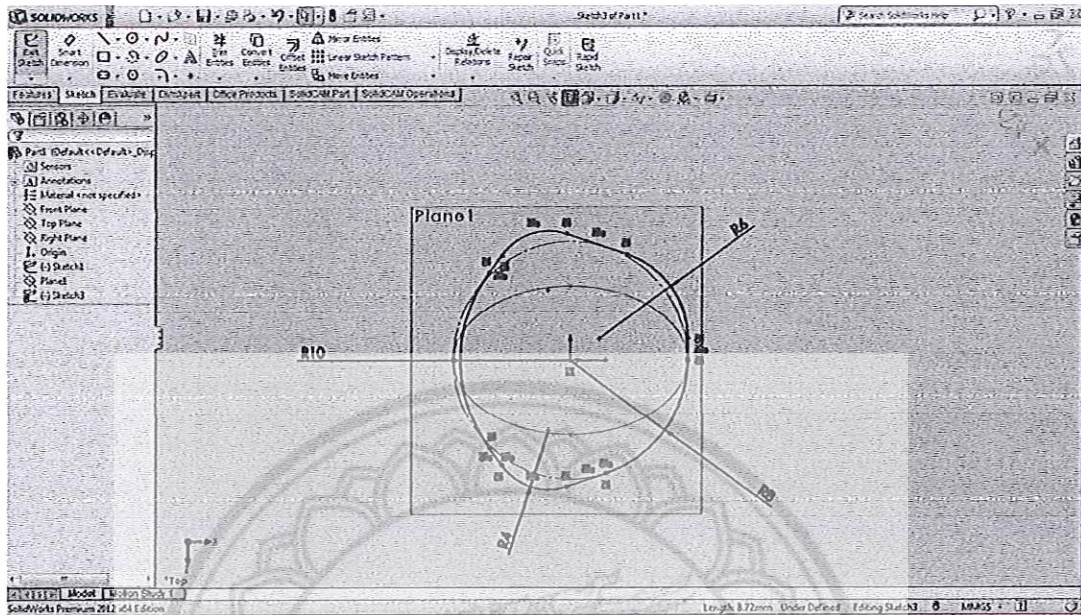 SOLIDWORKS
Sketch3 of Part1 *
Search SolidWorks Help
Exit Sketch
Smart Dimension
Trim Entities
Convert Entities
Offset Entities
Mirror Entities
Linear Sketch Pattern
Move Entities
Display/Delete Relations
Repair Sketch
Quick Snaps
Rapid Sketch
Features
Sketch
Evaluate
DimXpert
Office Products
SolidCAM Part
SolidCAM Operations
Part1 (Default<<Default>_Disp
Sensors
Annotations
Material <not specified>
Front Plane
Top Plane
Right Plane
Origin
(-) Sketch1
Plane1
(-) Sketch3
Plane1
R6
R10
R8
R4
*Top
Model
Motion Study 1
SolidWorks Premium 2012 x64 Edition
Length: 8.72mm
Under Defined
Editing Sketch3
MMGS